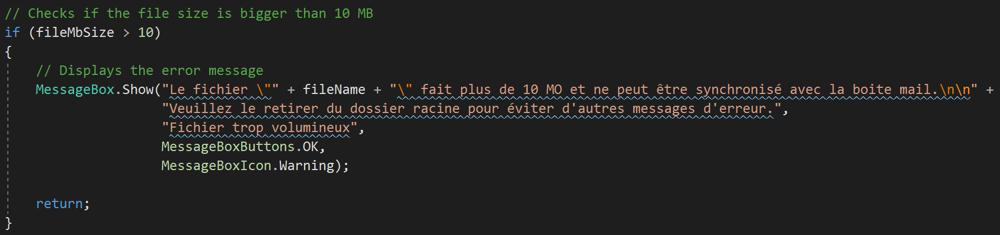 // Checks if the file size is bigger than 10 MB
if (fileMbSize > 10)
{
// Displays the error message
MessageBox.Show("Le fichier \"" + fileName + "\" fait plus de 10 MO et ne peut être synchronisé avec la boite mail.\n\n" +
"Veuillez le retirer du dossier racine pour éviter d'autres messages d'erreur.",
"Fichier trop volumineux",
MessageBoxButtons.OK,
MessageBoxIcon.Warning);
return;
}